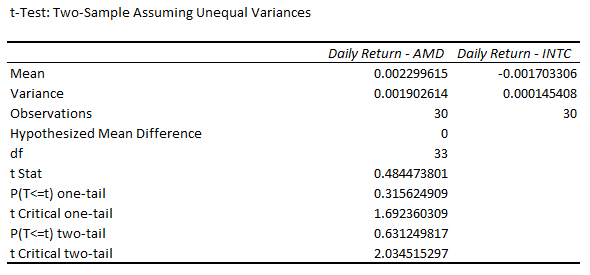 t-Test: Two-Sample Assuming Unequal Variances
Daily Return - AMD Daily Return - INTC
Mean 0.002299615 -0.001703306
Variance 0.001902614 0.000145408
Observations 30 30
Hypothesized Mean Difference 0
df 33
t Stat 0.484473801
P(T<=t) one-tail 0.315624909
t Critical one-tail 1.692360309
P(T<=t) two-tail 0.631249817
t Critical two-tail 2.034515297